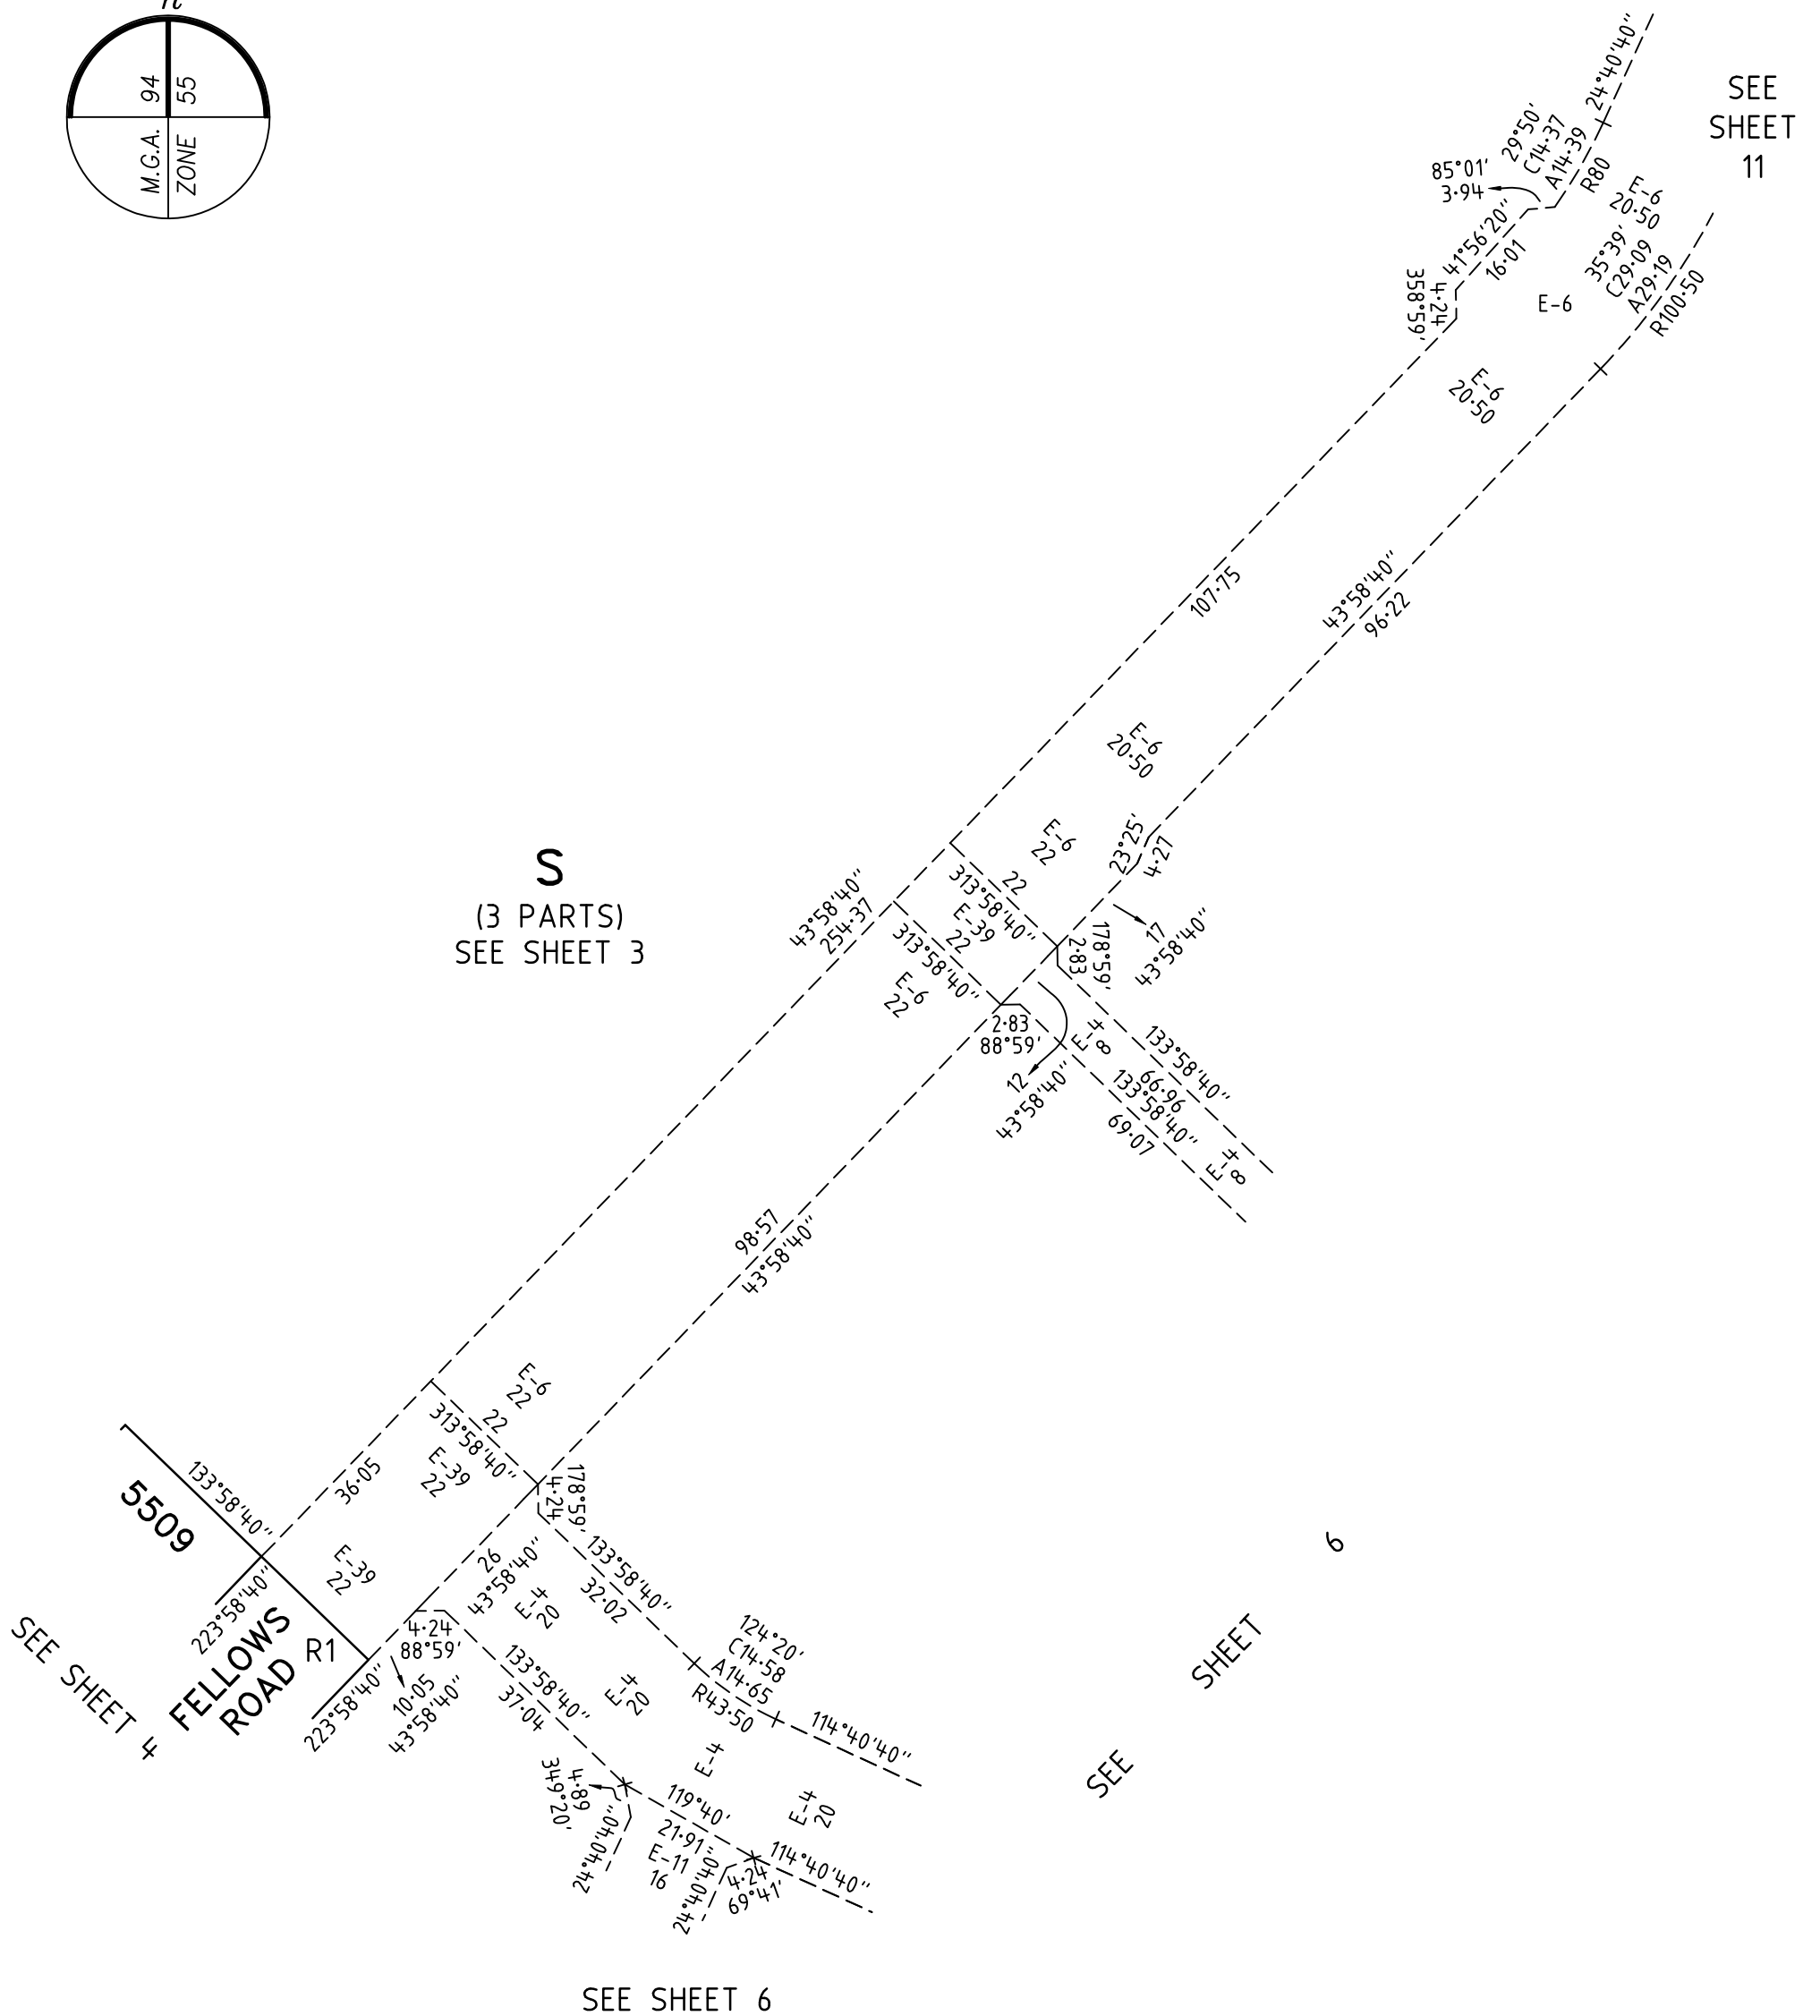 n
M.G.A. 94
ZONE 55
24°40'40"
SEE
SHEET
11
29°50'
C14·37
A14·39
R80
85°01'
3·94
E-6
20·50
41°56'20"
16·01
35°39'
C29·09
A29·19
R100·50
358°59'
4·24
E-6
E-6
20·50
107·75
43°58'40"
96·22
E-6
20·50
E-6
22
23°25'
4·27
S
(3 PARTS)
SEE SHEET 3
43°58'40"
254·37
22
313°58'40"
E-39
22
313°58'40"
E-6
22
17
43°58'40"
178°59'
2·83
2·83
88°59'
12
43°58'40"
E-4
8
133°58'40"
66·96
133°58'40"
69·07
E-4
8
98·57
43°58'40"
E-6
22
22
313°58'40"
E-39
22
36·05
133°58'40"
5509
E-39
22
223°58'40"
SEE SHEET 4
FELLOWS
ROAD
R1
223°58'40"
178°59'
4·24
26
43°58'40"
4·24
88°59'
10·05
43°58'40"
E-4
20
133°58'40"
32·02
133°58'40"
37·04
E-4
20
124°20'
C14·58
A14·65
R43·50
114°40'40"
E-4
E-4
20
4·89
349°20'
24°40'40"
119°40'
21·91
E-11
16
24°40'40"
4·24
69°41'
114°40'40"
SEE SHEET 6
SEE SHEET 6